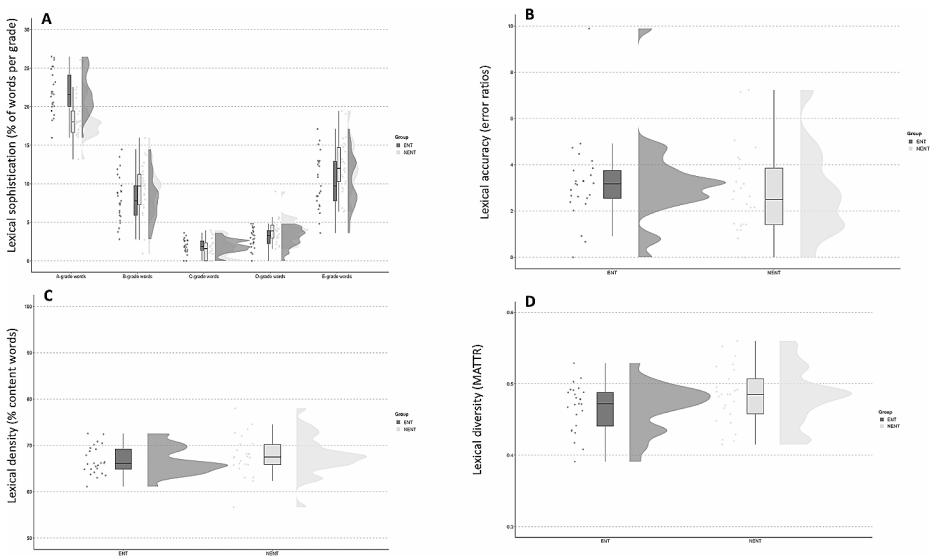 A
Lexical sophistication (% of words per grade)
30
25
20
15
10
5
0
A-grade words
B-grade words
C-grade words
D-grade words
E-grade words
Group
ENT
NENT
B
Lexical accuracy (error ratios)
10
8
6
4
2
0
ENT
NENT
Group
ENT
NENT
C
Lexical density (% content words)
100
90
80
70
60
50
ENT
NENT
Group
ENT
NENT
D
Lexical diversity (MATTR)
0.6
0.5
0.4
0.3
ENT
NENT
Group
ENT
NENT